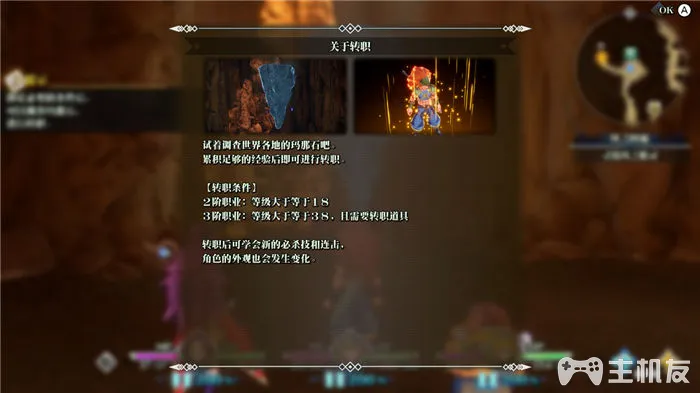 OK A
关于转职
试着调查世界各地的玛那石吧。
累积足够的经验后即可进行转职。
【转职条件】
2阶职业：等级大于等于18
3阶职业：等级大于等于38，且需要转职道具
转职后可学会新的必杀技和连击，
角色的外观也会发生变化。
主机友